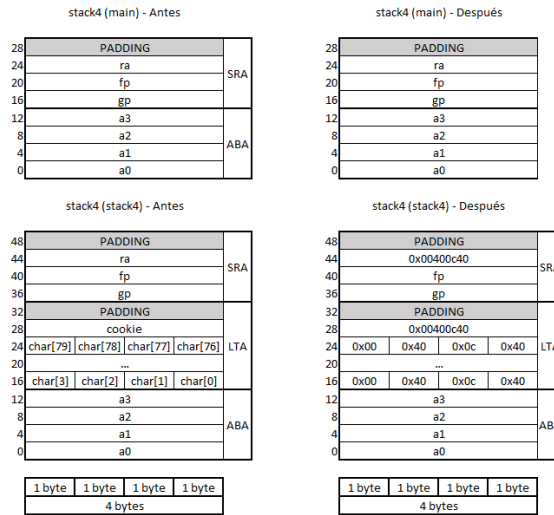 stack4 (main) - Antes
28 PADDING
24 ra
20 fp
16 gp
SRA
12 a3
8 a2
4 a1
0 a0
ABA
stack4 (main) - Después
28 PADDING
24 ra
20 fp
16 gp
12 a3
8 a2
4 a1
0 a0
stack4 (stack4) - Antes
48 PADDING
44 ra
40 fp
36 gp
SRA
32 PADDING
28 cookie
24 char[79] char[78] char[77] char[76]
20 ...
16 char[3] char[2] char[1] char[0]
LTA
12 a3
8 a2
4 a1
0 a0
ABA
1 byte 1 byte 1 byte 1 byte
4 bytes
stack4 (stack4) - Después
48 PADDING
44 0x00400c40
40 fp
36 gp
SRA
32 PADDING
28 0x00400c40
24 0x00 0x40 0x0c 0x40
20 ...
16 0x00 0x40 0x0c 0x40
LTA
12 a3
8 a2
4 a1
0 a0
AB
1 byte 1 byte 1 byte 1 byte
4 bytes